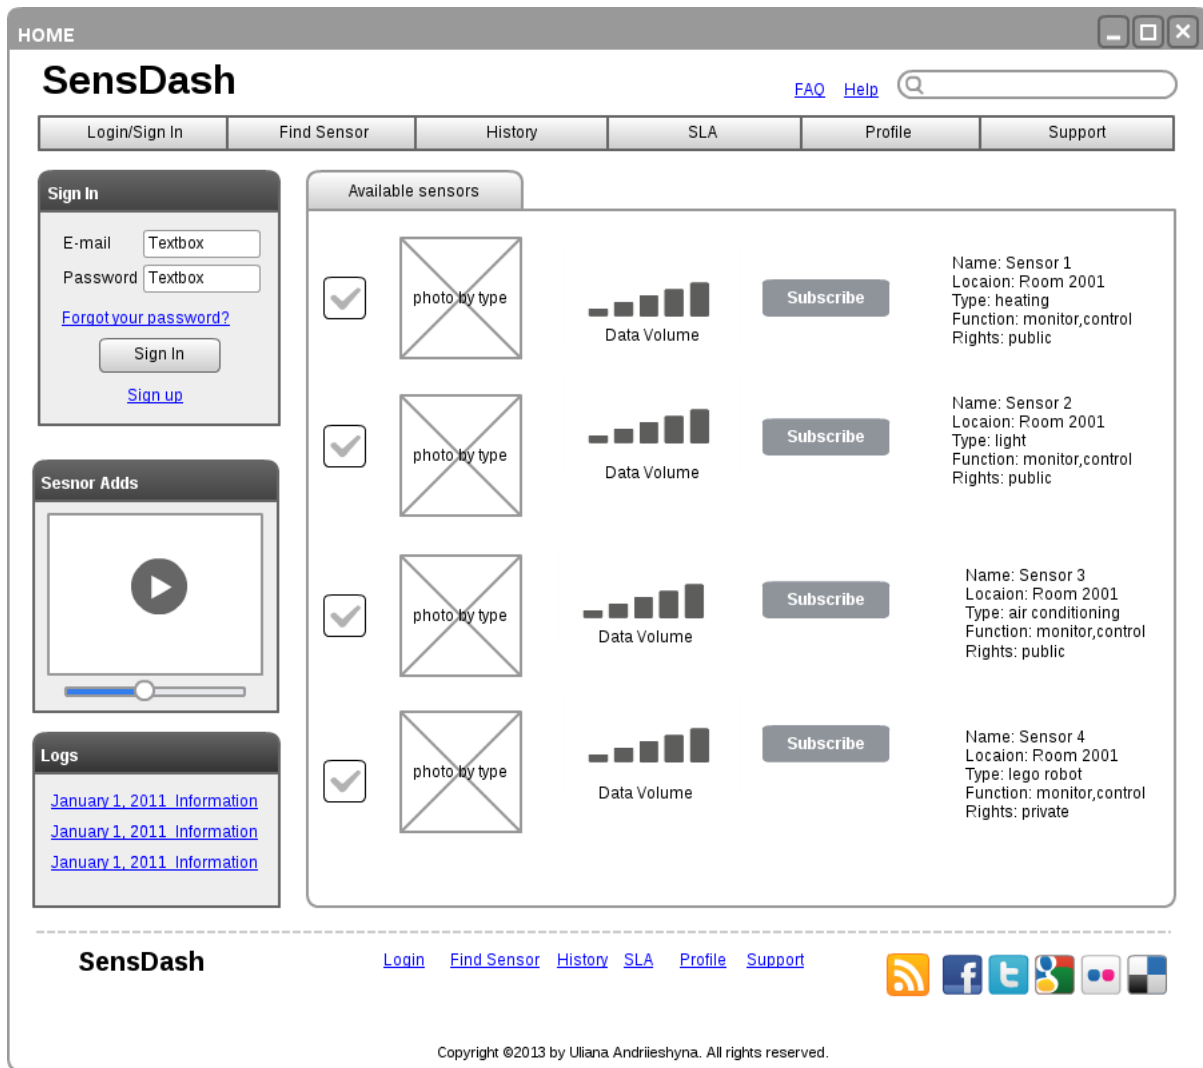 HOME
SensDash
FAQ Help
Login/Sign In Find Sensor History SLA Profile Support
Sign In
E-mail Textbox
Password Textbox
Forgot your password?
Sign In
Sign up
Sesnor Adds
Logs
January 1, 2011 Information
January 1, 2011 Information
January 1, 2011 Information
Available sensors
photo by type
Data Volume
Subscribe
Name: Sensor 1
Locaion: Room 2001
Type: heating
Function: monitor,control
Rights: public
photo by type
Data Volume
Subscribe
Name: Sensor 2
Locaion: Room 2001
Type: light
Function: monitor,control
Rights: public
photo by type
Data Volume
Subscribe
Name: Sensor 3
Locaion: Room 2001
Type: air conditioning
Function: monitor,control
Rights: public
photo by type
Data Volume
Subscribe
Name: Sensor 4
Locaion: Room 2001
Type: lego robot
Function: monitor,control
Rights: private
SensDash
Login Find Sensor History SLA Profile Support
Copyright ©2013 by Uliana Andriieshyna. All rights reserved.